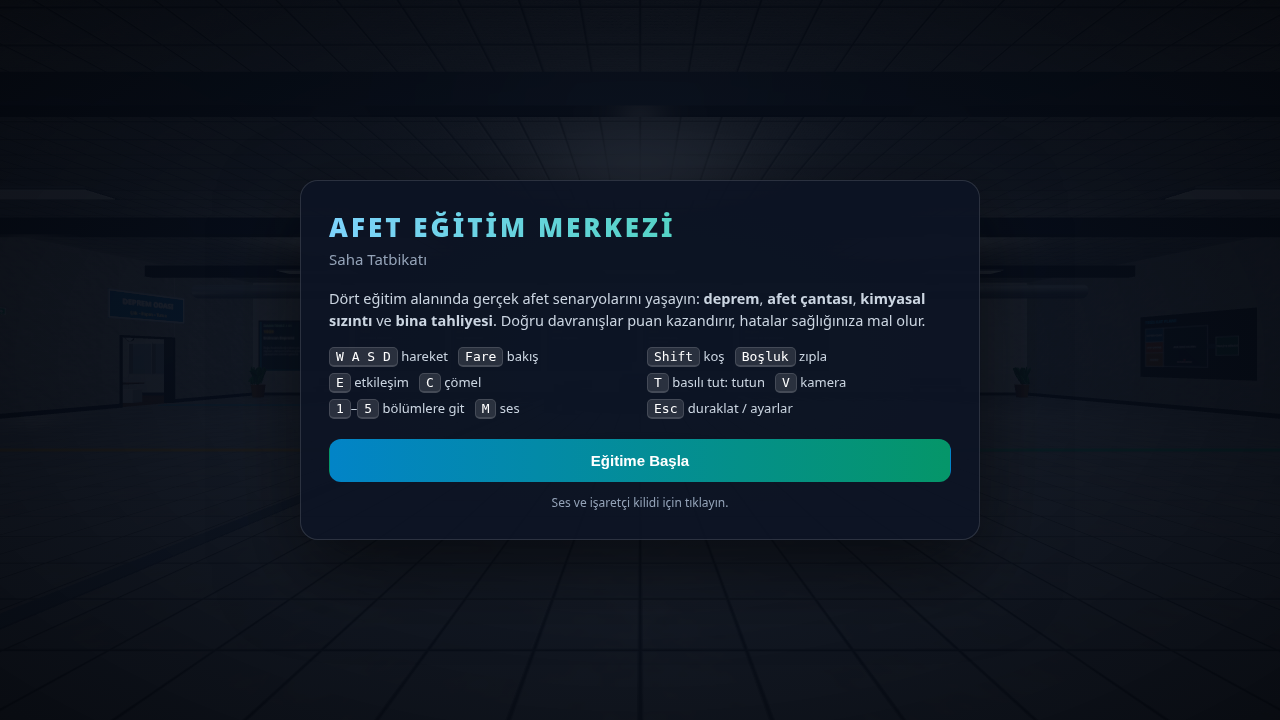 AFET EĞİTİM MERKEZİ
Saha Tatbikatı
Dört eğitim alanında gerçek afet senaryolarını yaşayın: deprem, afet çantası, kimyasal
sızıntı ve bina tahliyesi. Doğru davranışlar puan kazandırır, hatalar sağlığınıza mal olur.
W A S D hareket Fare bakış Shift koş Boşluk zıpla
E etkileşim C çömel T basılı tut: tutun V kamera
1–5 bölümlere git M ses Esc duraklat / ayarlar
Eğitime Başla
Ses ve işaretçi kilidi için tıklayın.